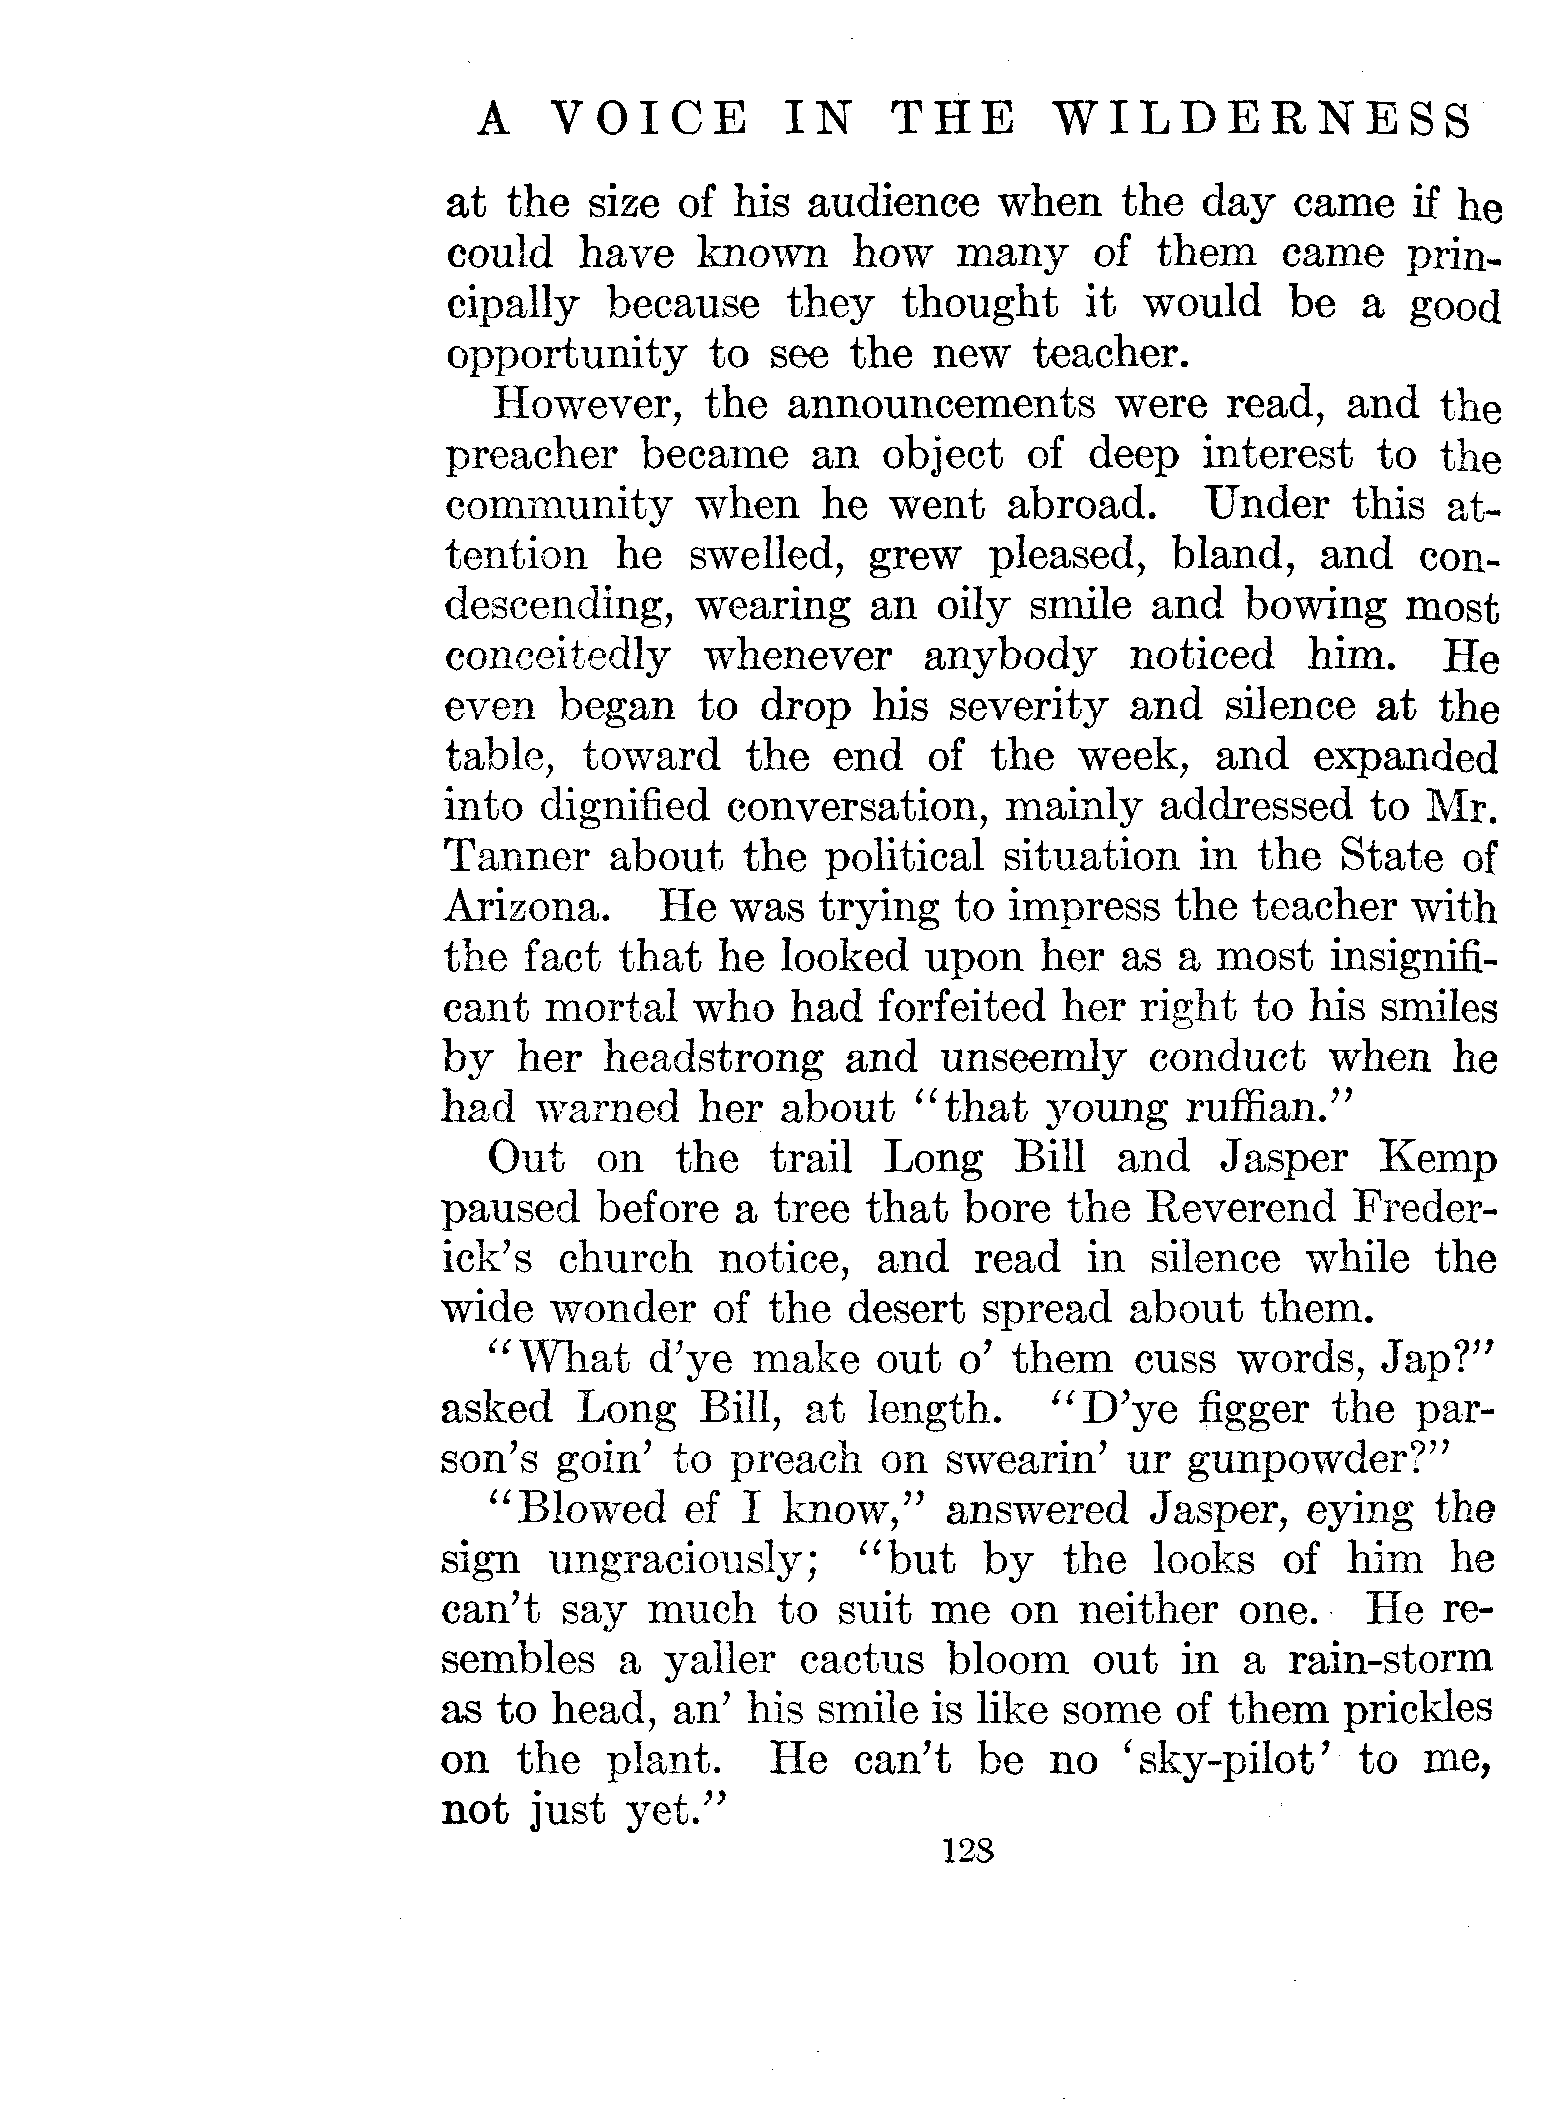 A VOICE IN THE WILDERNESS
at the size of his audience when the day came if he
could have known how many of them came prin-
cipally because they thought it would be a good
opportunity to see the new teacher.
However, the announcements were read, and the
preacher became an object of deep interest to the
community when he went abroad. Under this at-
tention he swelled, grew pleased, bland, and con-
descending, wearing an oily smile and bowing most
conceitedly whenever anybody noticed him. He
even began to drop his severity and silence at the
table, toward the end of the week, and expanded
into dignified conversation, mainly addressed to Mr.
Tanner about the political situation in the State of
Arizona. He was trying to impress the teacher with
the fact that he looked upon her as a most insignifi-
cant mortal who had forfeited her right to his smiles
by her headstrong and unseemly conduct when he
had warned her about "that young ruffian."
Out on the trail Long Bill and Jasper Kemp
paused before a tree that bore the Reverend Freder-
ick's church notice, and read in silence while the
wide wonder of the desert spread about them.
"What d'ye make out o' them cuss words, Jap?"
asked Long Bill, at length. "D'ye figger the par-
son's goin' to preach on swearin' ur gunpowder?"
"Blowed ef I know," answered Jasper, eying the
sign ungraciously; "but by the looks of him he
can't say much to suit me on neither one. He re-
sembles a yaller cactus bloom out in a rain-storm
as to head, an' his smile is like some of them prickles
on the plant. He can't be no 'sky-pilot' to me,
not just yet."
128